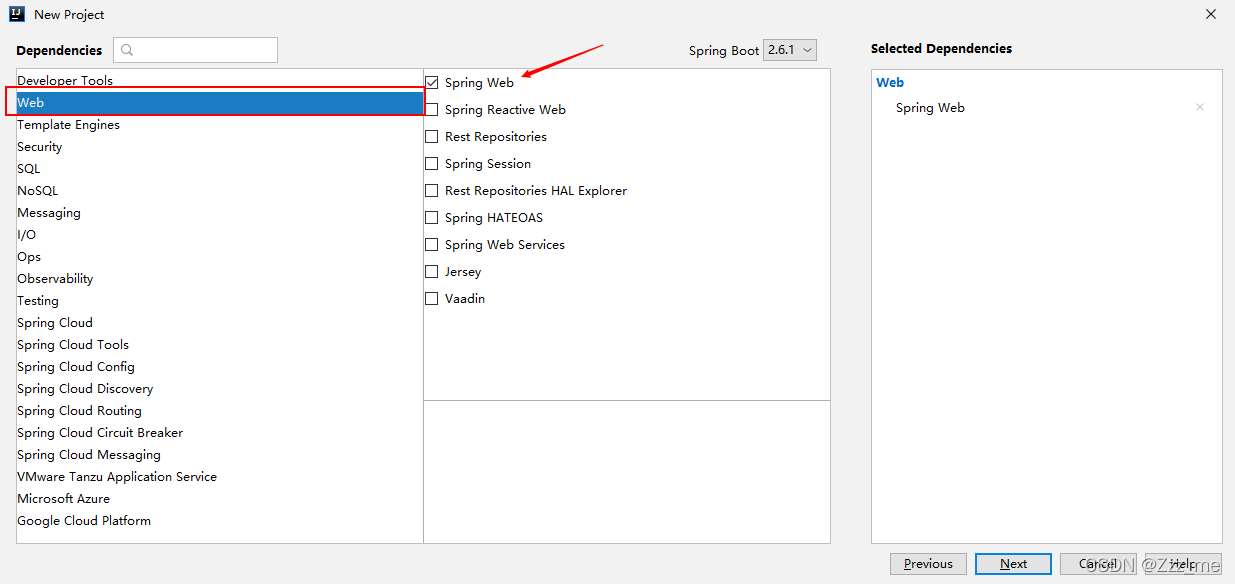 New Project
Dependencies
Spring Boot 2.6.1
Selected Dependencies
Developer Tools
Web
Template Engines
Security
SQL
NoSQL
Messaging
I/O
Ops
Observability
Testing
Spring Cloud
Spring Cloud Tools
Spring Cloud Config
Spring Cloud Discovery
Spring Cloud Routing
Spring Cloud Circuit Breaker
Spring Cloud Messaging
VMware Tanzu Application Service
Microsoft Azure
Google Cloud Platform
Spring Web
Spring Reactive Web
Rest Repositories
Spring Session
Rest Repositories HAL Explorer
Spring HATEOAS
Spring Web Services
Jersey
Vaadin
Web
Spring Web
Previous
Next
Cancel
Help